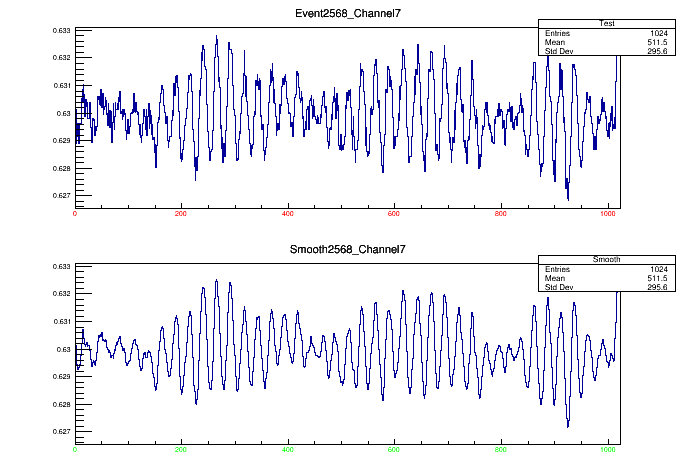 Event2568_Channel7
Test
Entries 1024
Mean 511.5
Std Dev 295.6
0.633
0.632
0.631
0.63
0.629
0.628
0.627
0 200 400 600 800 1000
Smooth2568_Channel7
Smooth
Entries 1024
Mean 511.5
Std Dev 295.6
0.633
0.632
0.631
0.63
0.629
0.628
0.627
0 200 400 600 800 1000